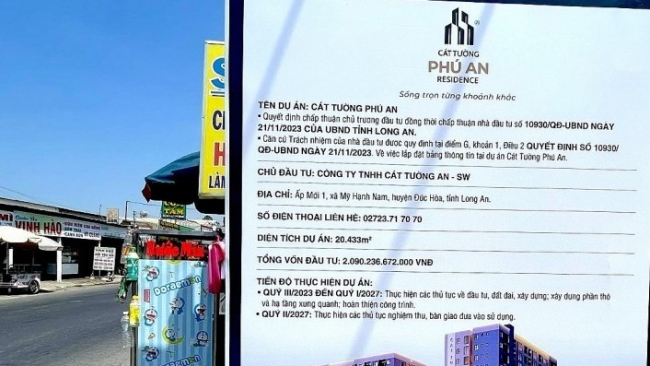 CÁT TƯỜNG
PHÚ AN
RESIDENCE
Sống trọn từng khoảnh khắc
TÊN DỰ ÁN: CÁT TƯỜNG PHÚ AN
• Quyết định chấp thuận chủ trương đầu tư đồng thời chấp thuận nhà đầu tư số 10930/QĐ-UBND NGÀY
21/11/2023 CỦA UBND TỈNH LONG AN.
• Căn cứ Trách nhiệm của nhà đầu tư được quy định tại điểm G, khoản 1, Điều 2 QUYẾT ĐỊNH SỐ 10930/
QĐ-UBND NGÀY 21/11/2023. Về việc lắp đặt bảng thông tin tại dự án Cát Tường Phú An.
CHỦ ĐẦU TƯ: CÔNG TY TNHH CÁT TƯỜNG AN - SW
ĐỊA CHỈ: Ấp Mới 1, xã Mỹ Hạnh Nam, huyện Đức Hòa, tỉnh Long An.
SỐ ĐIỆN THOẠI LIÊN HỆ: 02723.71 70 70
DIỆN TÍCH DỰ ÁN: 20.433m²
TỔNG VỐN ĐẦU TƯ: 2.090.236.672.000 VNĐ
TIẾN ĐỘ THỰC HIỆN DỰ ÁN:
• QUÝ III/2023 ĐẾN QUÝ I/2027: Thực hiện các thủ tục về đầu tư, đất đai, xây dựng; xây dựng phần thô
và hạ tầng xung quanh; hoàn thiện công trình.
• QUÝ II/2027: Thực hiện các thủ tục nghiệm thu, bàn giao đưa vào sử dụng.
VINH HẢO
TÁM
Nước Mía
Doraemon